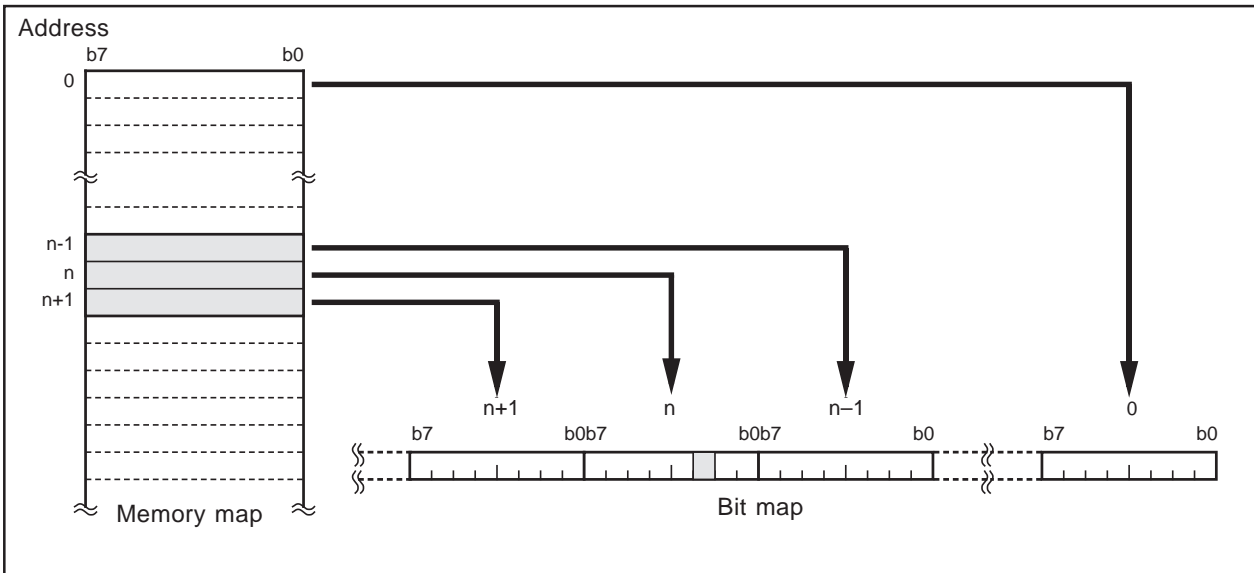 Address
b7 b0
0
n-1
n
n+1
n+1 n n–1 0
b7 b0b7 b0b7 b0 b7 b0
Memory map
Bit map